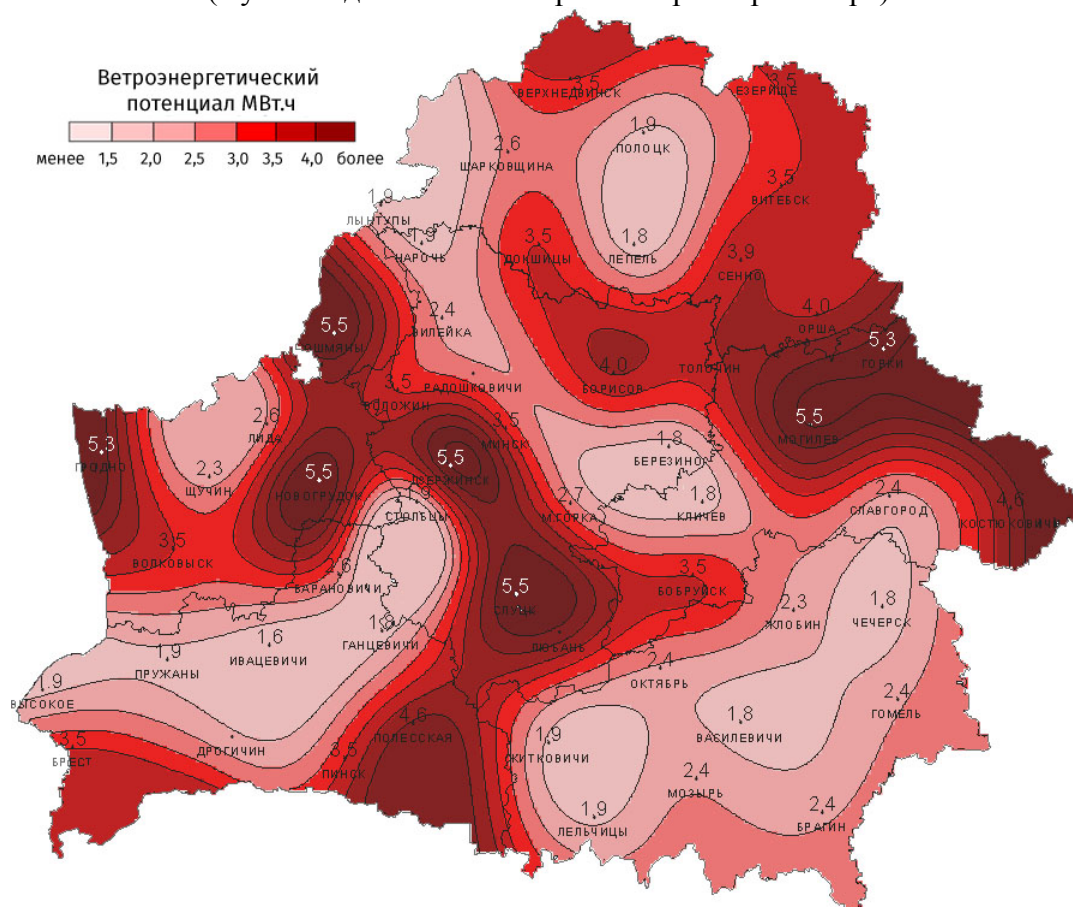 Ветроэнергетический
потенциал МВт.ч
менее 1,5 2,0 2,5 3,0 3,5 4,0 более
3,5
ВЕРХНЕДВИНСК
3,5
ЕЗЕРИЩЕ
1,9
ПОЛОЦК
2,6
ШАРКОВЩИНА
3,5
ВИТЕБСК
1,9
ЛЫНТУПЫ
1,9
НАРОЧЬ
3,5
ДОКШИЦЫ
1,8
ЛЕПЕЛЬ
3,9
СЕННО
2,4
ВИЛЕЙКА
4,0
ОРША
5,5
ОШМЯНЫ
5,3
ГОРКИ
4,0
БОРИСОВ
ТОЛОЧИН
РАДОШКОВИЧИ
3,5
ВОЛОЖИН
2,6
ЛИДА
3,5
МИНСК
5,5
МОГИЛЕВ
5,3
ГРОДНО
1,8
БЕРЕЗИНО
5,5
ДЗЕРЖИНСК
2,3
ЩУЧИН
5,5
НОВОГРУДОК
1,9
СТОЛБЦЫ
2,7
М.ГОРКА
1,8
КЛИЧЕВ
2,4
СЛАВГОРОД
4,6
КОСТЮКОВИЧИ
3,5
ВОЛКОВЫСК
2,6
БАРАНОВИЧИ
5,5
СЛУЦК
3,5
БОБРУЙСК
2,3
ЖЛОБИН
1,8
ЧЕЧЕРСК
1,8
ГАНЦЕВИЧИ
ЛЮБАНЬ
1,9
ПРУЖАНЫ
1,6
ИВАЦЕВИЧИ
2,4
ОКТЯБРЬ
1,9
ВЫСОКОЕ
2,4
ГОМЕЛЬ
4,6
ПОЛЕССКАЯ
1,8
ВАСИЛЕВИЧИ
3,5
БРЕСТ
ДРОГИЧИН
3,5
ПИНСК
1,9
ЖИТКОВИЧИ
2,4
МОЗЫРЬ
1,9
ЛЕЛЬЧИЦЫ
2,4
БРАГИН